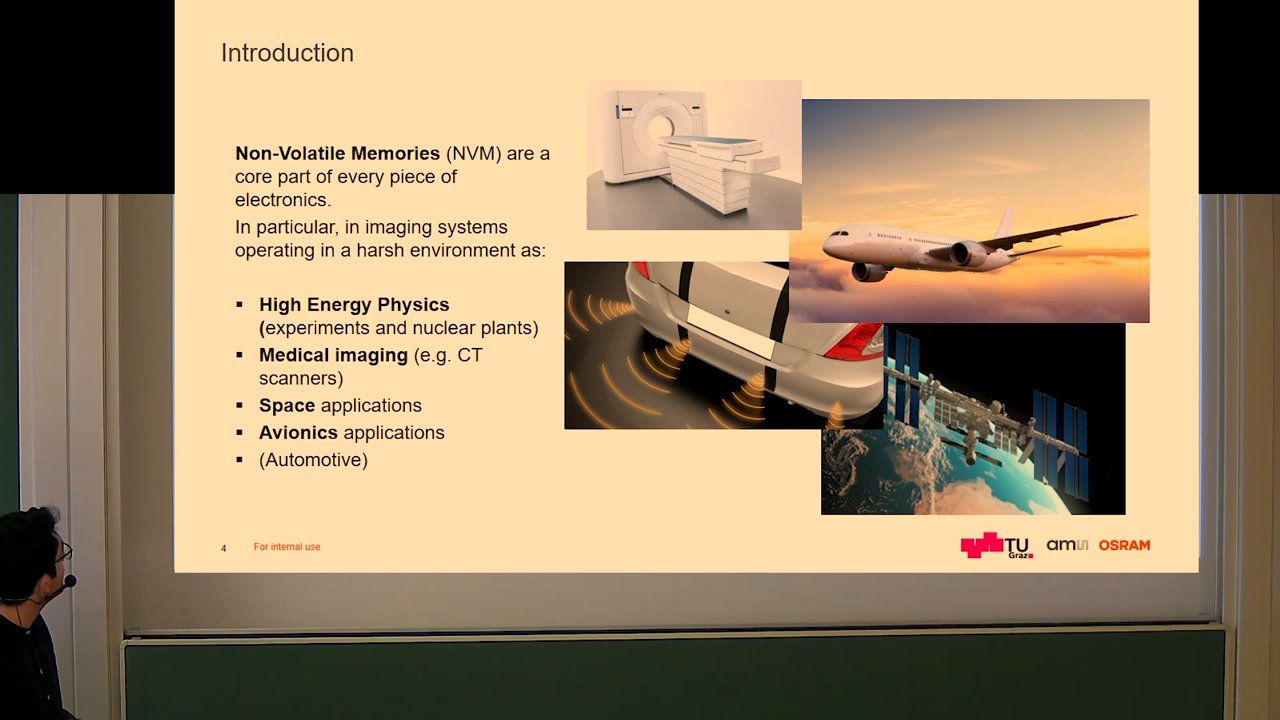 Introduction
Non-Volatile Memories (NVM) are a
core part of every piece of
electronics.
In particular, in imaging systems
operating in a harsh environment as:
▪ High Energy Physics
(experiments and nuclear plants)
▪ Medical imaging (e.g. CT
scanners)
▪ Space applications
▪ Avionics applications
▪ (Automotive)
4 For internal use
TU
Graz
am OSRAM